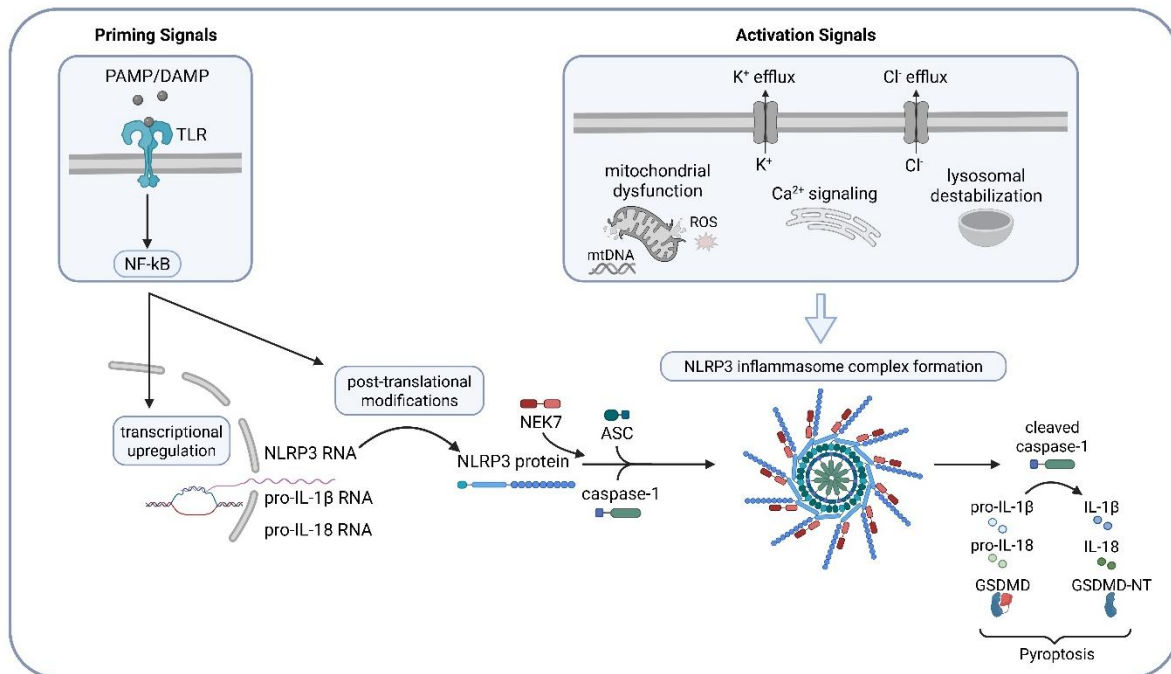 Priming Signals
PAMP/DAMP
TLR
NF-kB
Activation Signals
K⁺ efflux
Cl⁻ efflux
K⁺
Cl⁻
mitochondrial
dysfunction
ROS
mtDNA
Ca²⁺ signaling
lysosomal
destabilization
transcriptional
upregulation
post-translational
modifications
NLRP3 RNA
pro-IL-1β RNA
pro-IL-18 RNA
NLRP3 protein
NEK7
ASC
caspase-1
NLRP3 inflammasome complex formation
cleaved
caspase-1
pro-IL-1β
IL-1β
pro-IL-18
IL-18
GSDMD
GSDMD-NT
Pyroptosis